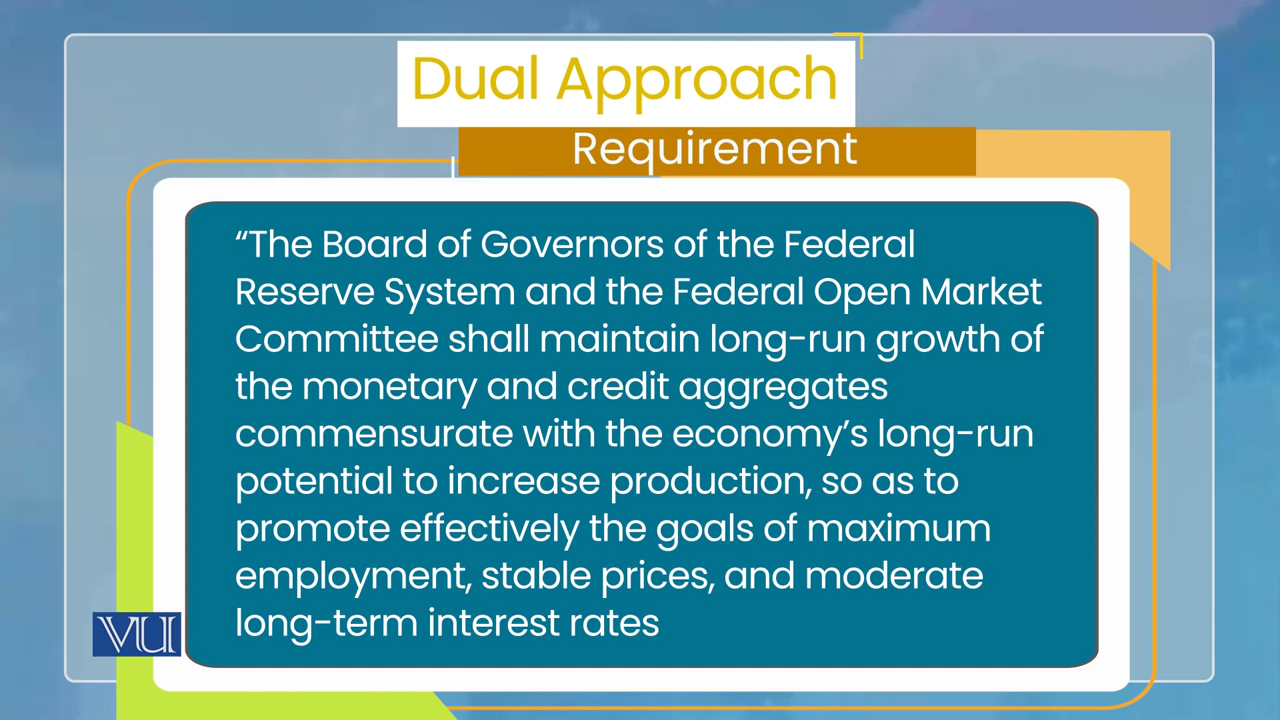 Dual Approach
Requirement
“The Board of Governors of the Federal
Reserve System and the Federal Open Market
Committee shall maintain long-run growth of
the monetary and credit aggregates
commensurate with the economy’s long-run
potential to increase production, so as to
promote effectively the goals of maximum
employment, stable prices, and moderate
long-term interest rates
VU